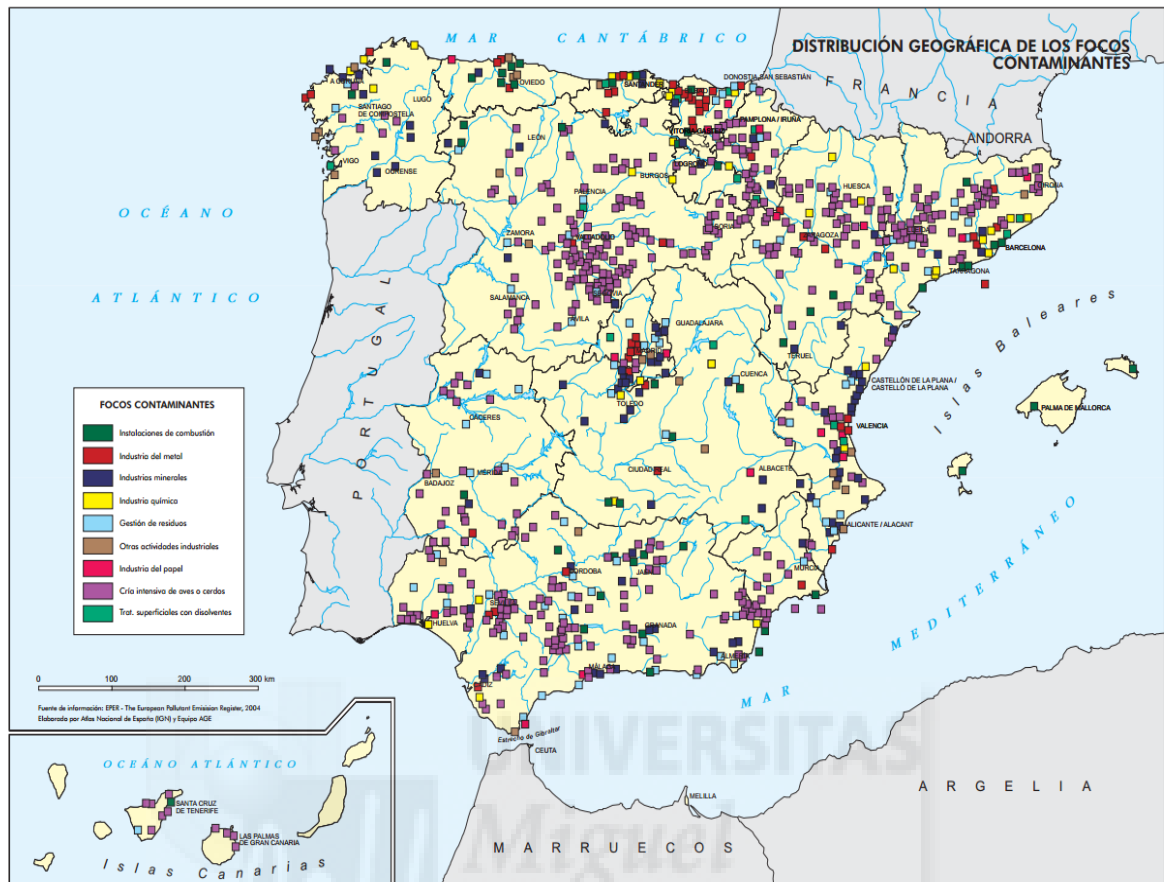 DISTRIBUCIÓN GEOGRÁFICA DE LOS FOCOS
CONTAMINANTES
MAR CANTÁBRICO
FRANCIA
ANDORRA
OCÉANO
ATLÁNTICO
PORTUGAL
A CORUÑA
LUGO
SANTIAGO
DE COMPOSTELA
VIGO
OURENSE
OVIEDO
SANTANDER
DONOSTIA-SAN SEBASTIÁN
VITORIA-GASTEIZ
PAMPLONA / IRUÑA
LOGROÑO
LEÓN
BURGOS
PALENCIA
HUESCA
GIRONA
ZAMORA
VALLADOLID
SORIA
ZARAGOZA
LLEIDA
BARCELONA
TARRAGONA
SALAMANCA
SEGOVIA
ÁVILA
GUADALAJARA
MADRID
TERUEL
CUENCA
TOLEDO
CASTELLÓN DE LA PLANA /
CASTELLÓ DE LA PLANA
Islas Baleares
PALMA DE MALLORCA
VALENCIA
CÁCERES
MÉRIDA
BADAJOZ
CIUDAD REAL
ALBACETE
ALICANTE / ALACANT
MURCIA
CÓRDOBA
JAÉN
SEVILLA
HUELVA
GRANADA
ALMERÍA
MÁLAGA
CÁDIZ
MAR MEDITERRÁNEO
Estrecho de Gibraltar
CEUTA
MELILLA
MARRUECOS
ARGELIA
FOCOS CONTAMINANTES
Instalaciones de combustión
Industria del metal
Industrias minerales
Industria química
Gestión de residuos
Otros actividades industriales
Industria del papel
Cría intensiva de aves o cerdos
Trat. superficiales con disolventes
0 100 200 300 km
Fuente de información: EPER - The European Pollutant Emisision Register, 2004
Elaborada por Atlas Nacional de España (IGN) y Equipo AGE
OCEÁNO ATLÁNTICO
SANTA CRUZ
DE TENERIFE
LAS PALMAS
DE GRAN CANARIA
Islas Canarias
UNIVERSITAS
Miguel